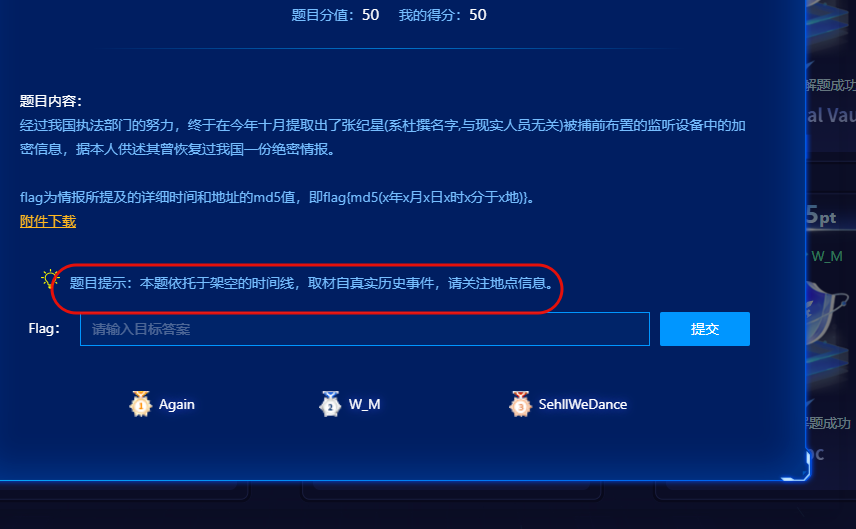 题目分值：50 我的得分：50
解题成功
al Vau
题目内容：
经过我国执法部门的努力，终于在今年十月提取出了张纪星(系杜撰名字,与现实人员无关)被捕前布置的监听设备中的加
密信息，据本人供述其曾恢复过我国一份绝密情报。
flag为情报所提及的详细时间和地址的md5值，即flag{md5(x年x月x日x时x分于x地)}。
5pt
附件下载
W_M
题目提示：本题依托于架空的时间线，取材自真实历史事件，请关注地点信息。
Flag：
请输入目标答案
提交
1 Again
2 W_M
3 SehllWeDance
解题成功
oc